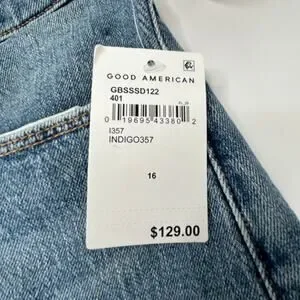 GOOD AMERICAN
GBSSSD122
401
0 19695 43380 2
I357
INDIGO357
16
$129.00